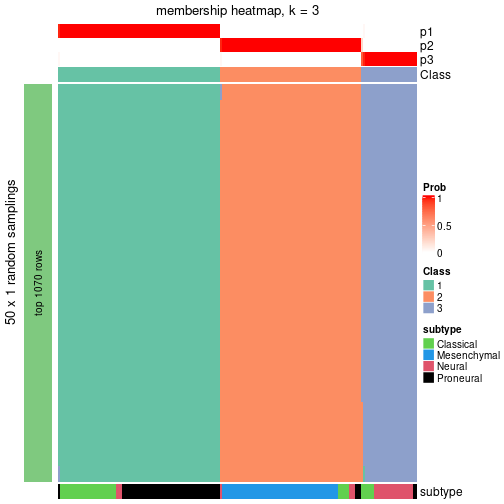 membership heatmap, k = 3
p1
p2
p3
Class
50 x 1 random samplings
top 1070 rows
Prob
1
0.5
0
Class
1
2
3
subtype
Classical
Mesenchymal
Neural
Proneural
subtype